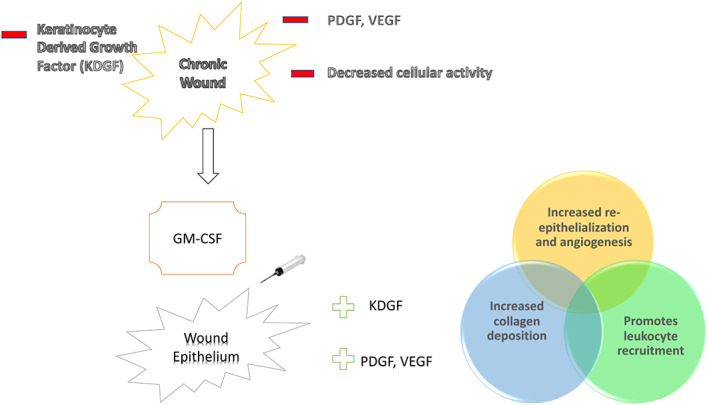 Keratinocyte
Derived Growth
Factor (KDGF)
Chronic
Wound
PDGF, VEGF
Decreased cellular activity
GM-CSF
Wound
Epithelium
KDGF
PDGF, VEGF
Increased re-
epithelialization
and angiogenesis
Increased
collagen
deposition
Promotes
leukocyte
recruitment